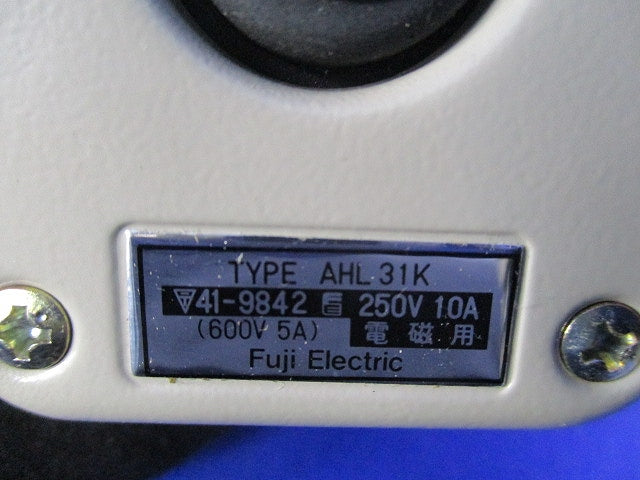 TYPE AHL 31K
41-9842 250V 10A
(600V 5A) 電磁用
Fuji Electric